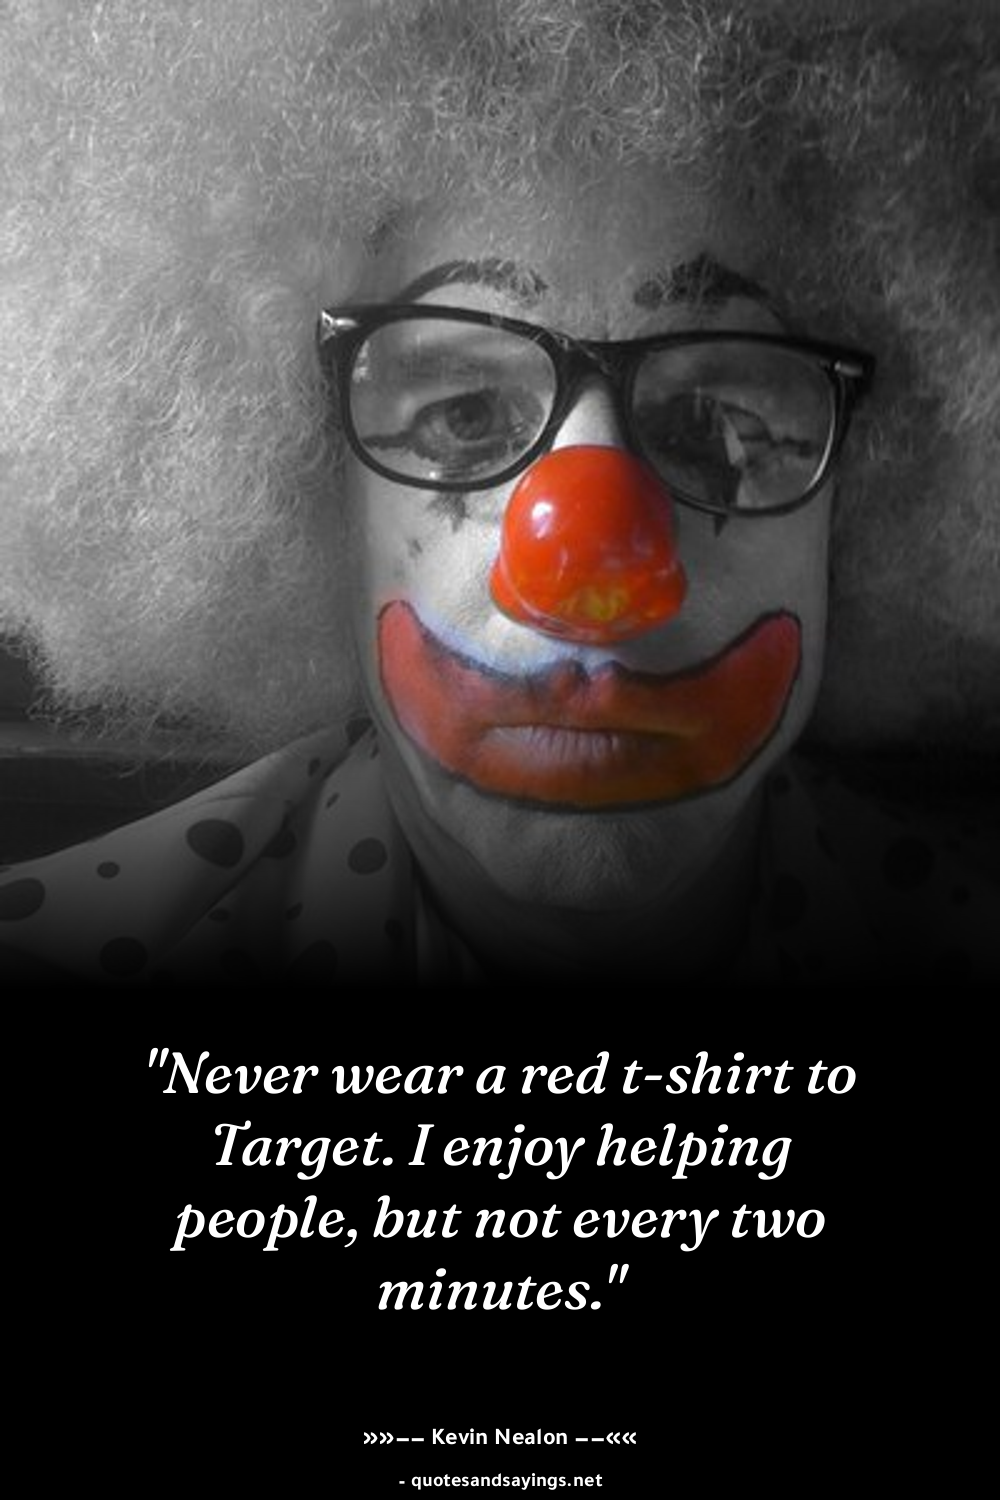 "Never wear a red t-shirt to
Target. I enjoy helping
people, but not every two
minutes."
»»−− Kevin Nealon −−««
- quotesandsayings.net